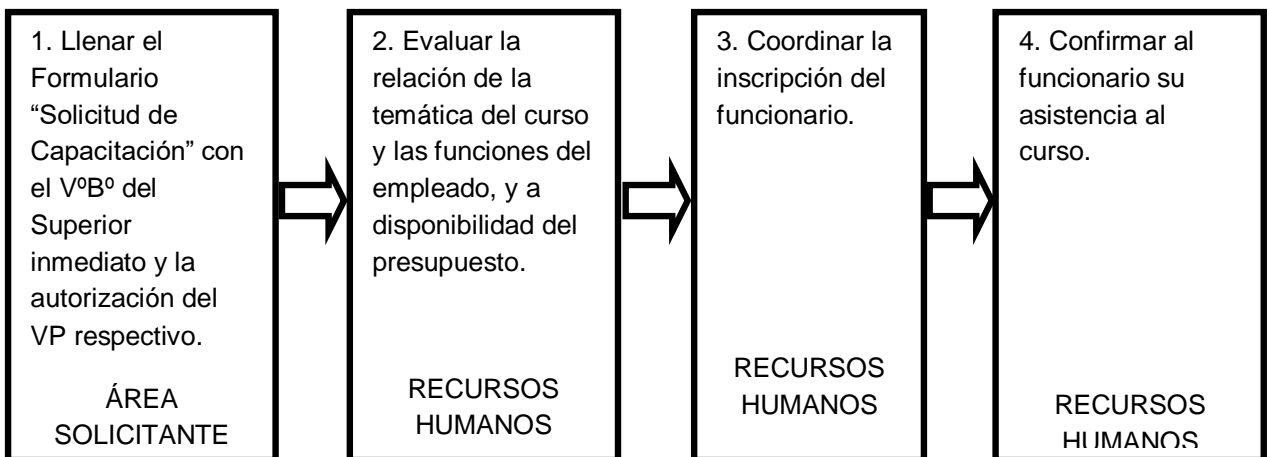 1. Llenar el
Formulario
“Solicitud de
Capacitación” con
el VºBº del
Superior
inmediato y la
autorización del
VP respectivo.
ÁREA
SOLICITANTE
2. Evaluar la
relación de la
temática del curso
y las funciones del
empleado, y a
disponibilidad del
presupuesto.
RECURSOS
HUMANOS
3. Coordinar la
inscripción del
funcionario.
RECURSOS
HUMANOS
4. Confirmar al
funcionario su
asistencia al
curso.
RECURSOS
HUMANOS